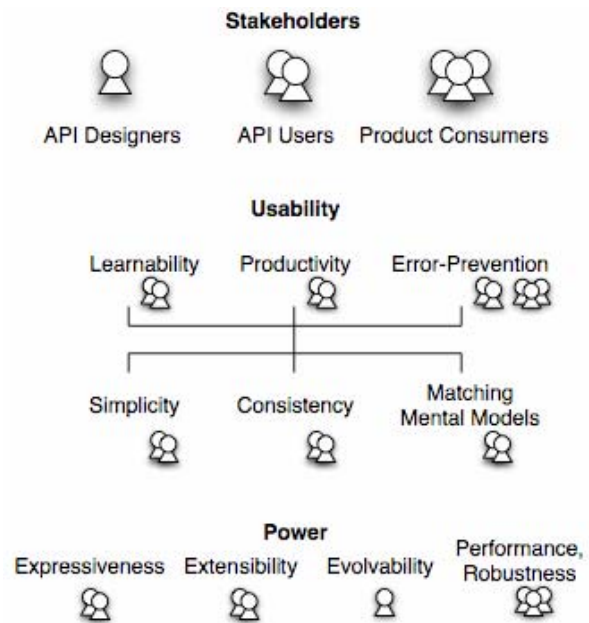 Stakeholders
API Designers API Users Product Consumers
Usability
Learnability Productivity Error-Prevention
Simplicity Consistency Matching
Mental Models
Power
Expressiveness Extensibility Evolvability Performance,
Robustness